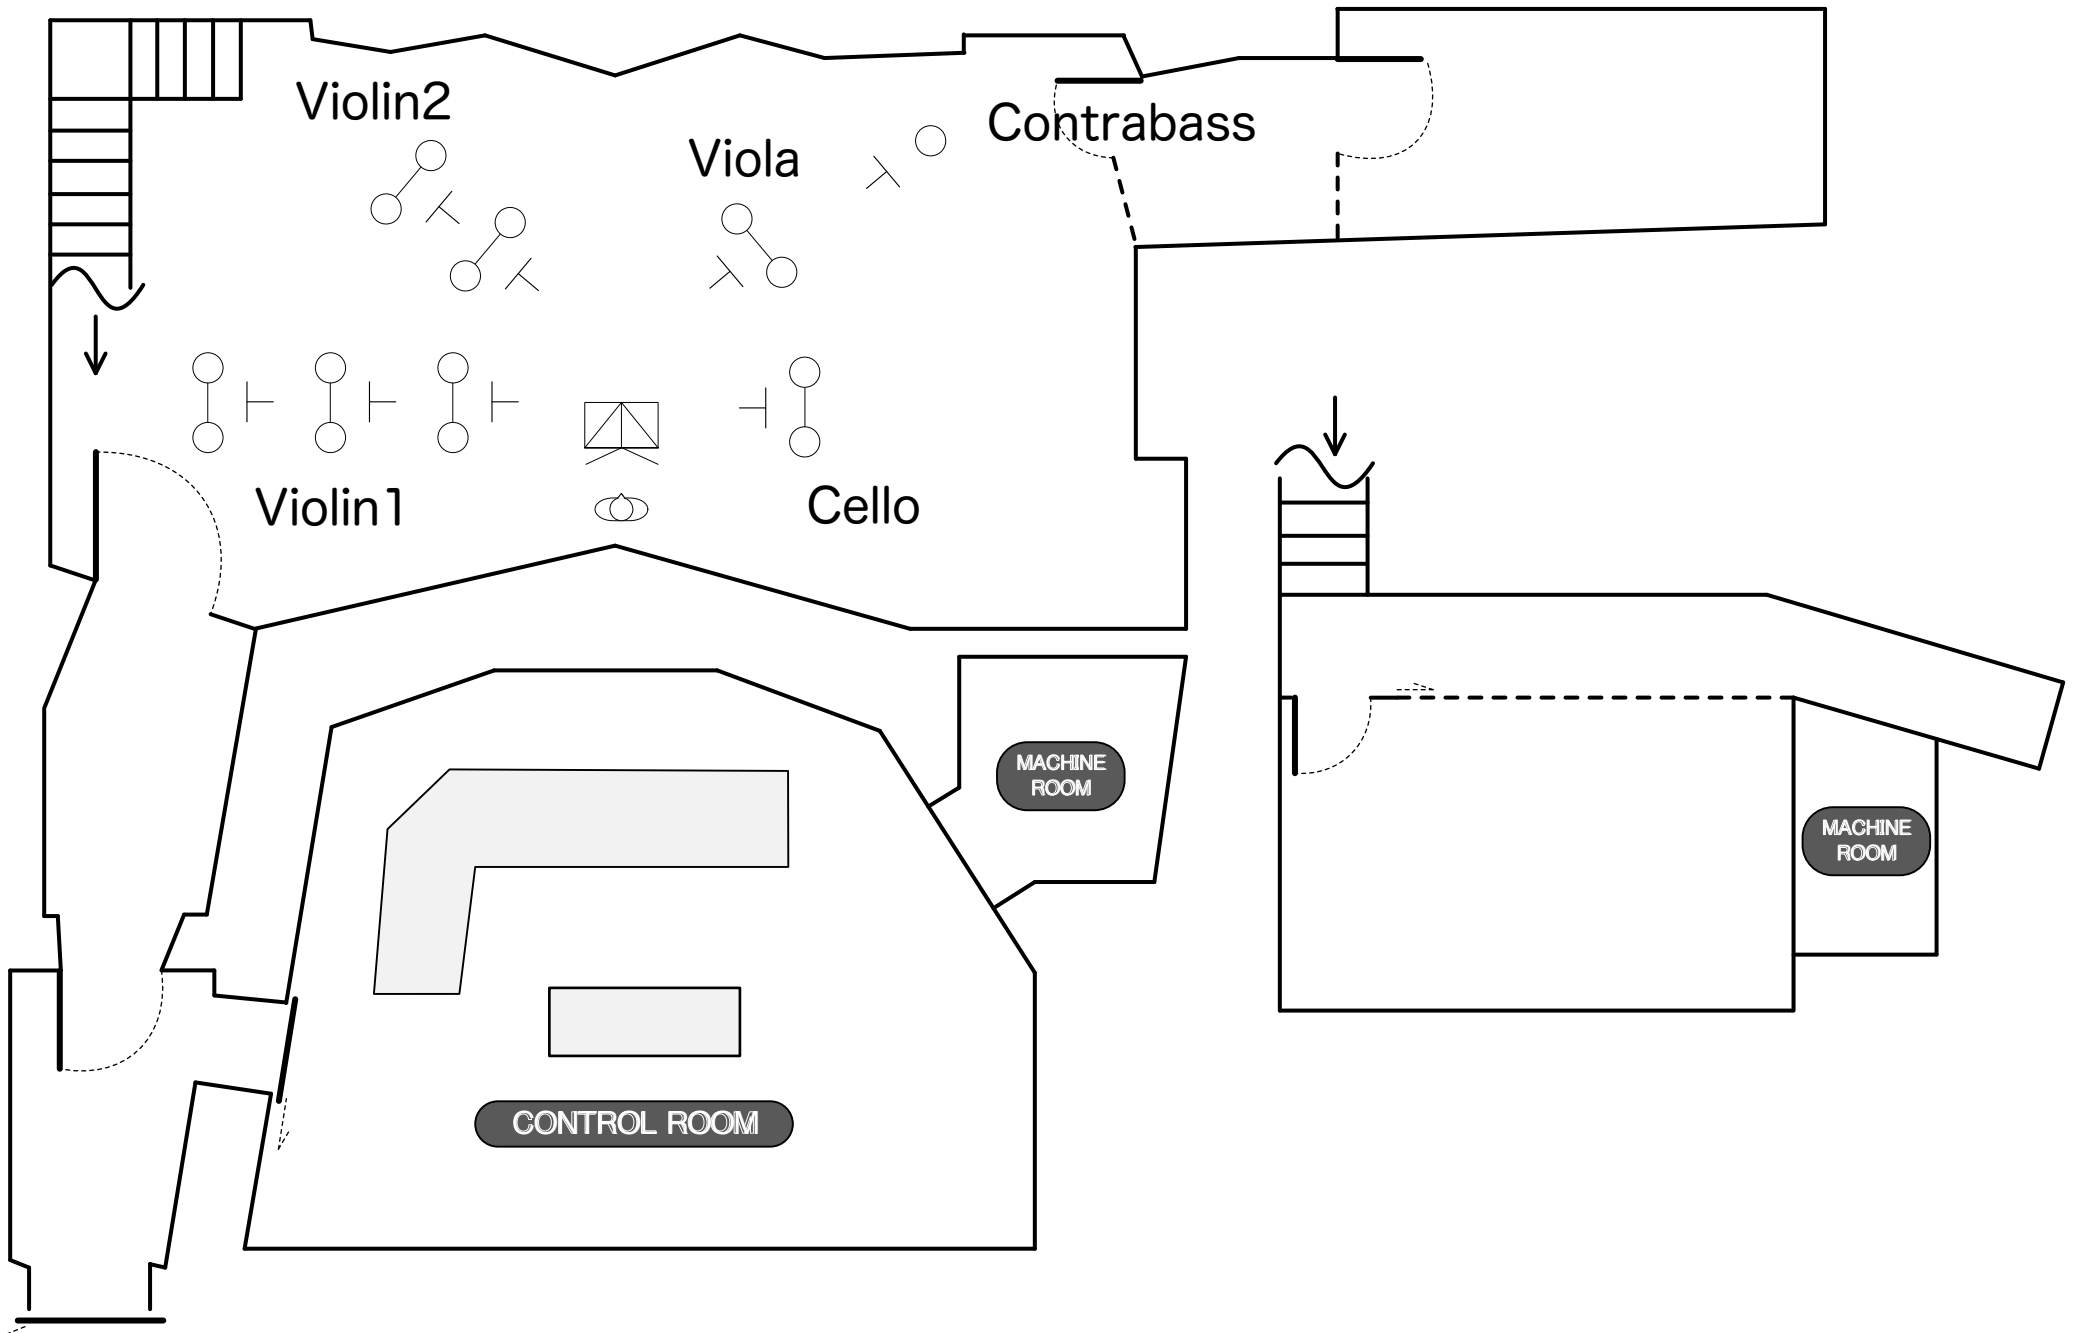 Violin2
Viola
Contrabass
Violin1
Cello
MACHINE
ROOM
MACHINE
ROOM
CONTROL ROOM